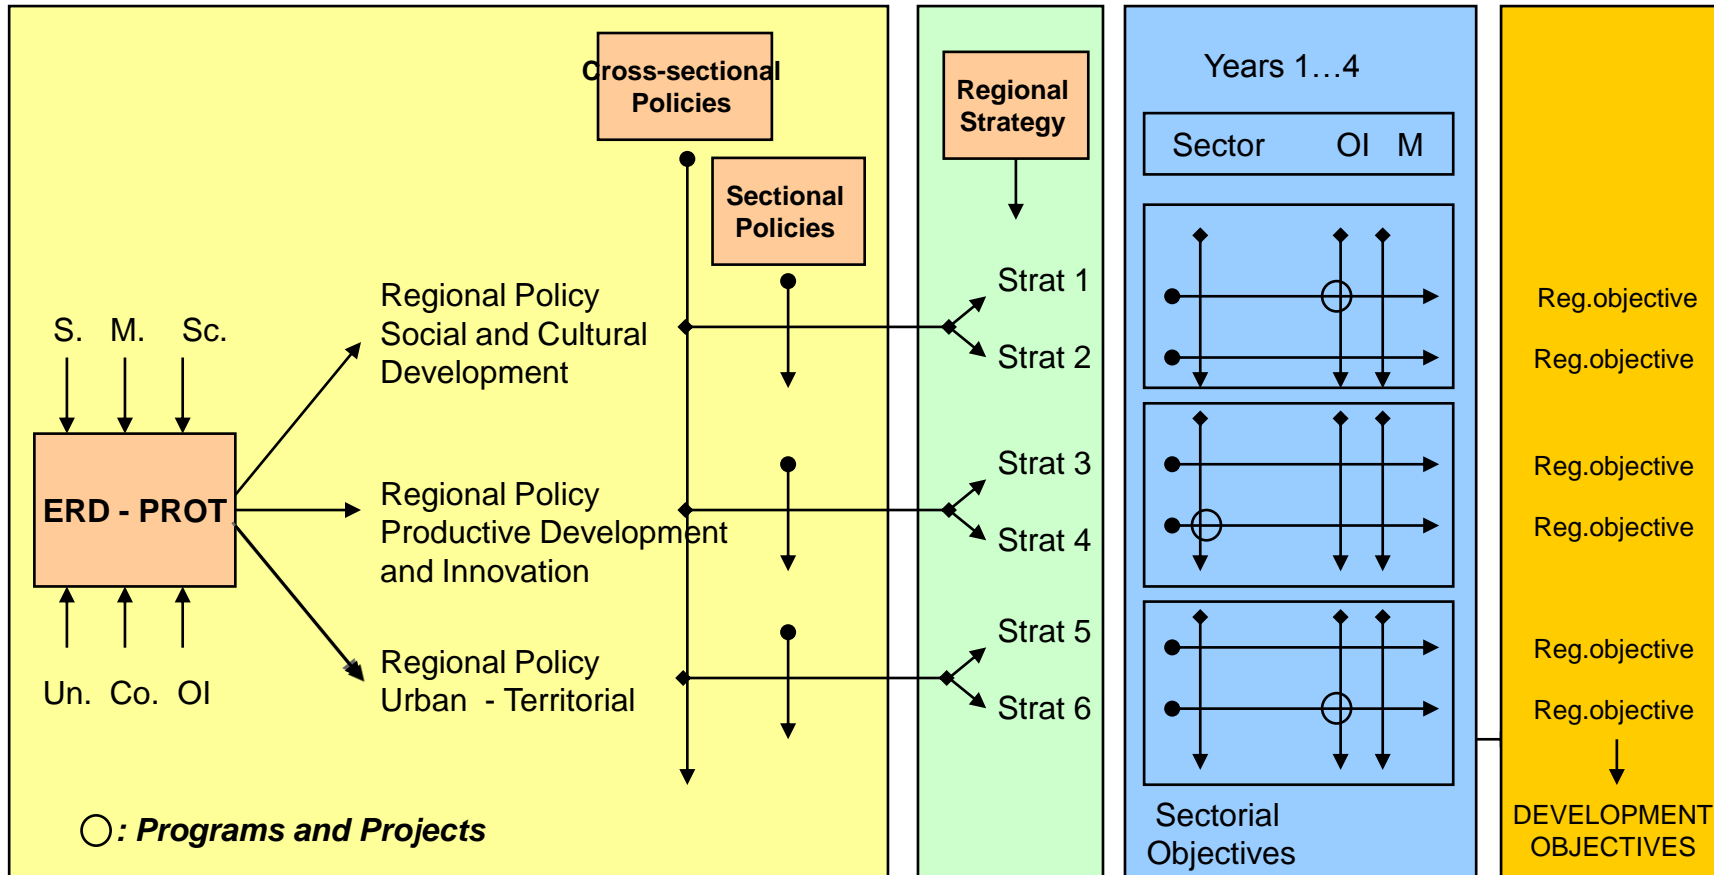 Cross-sectional
Policies
Sectional
Policies
S. M. Sc.
ERD - PROT
Un. Co. OI
Regional Policy
Social and Cultural
Development
Regional Policy
Productive Development
and Innovation
Regional Policy
Urban - Territorial
: Programs and Projects
Regional
Strategy
Strat 1
Strat 2
Strat 3
Strat 4
Strat 5
Strat 6
Years 1…4
Sector OI M
Sectorial
Objectives
Reg.objective
Reg.objective
Reg.objective
Reg.objective
Reg.objective
Reg.objective
DEVELOPMENT
OBJECTIVES